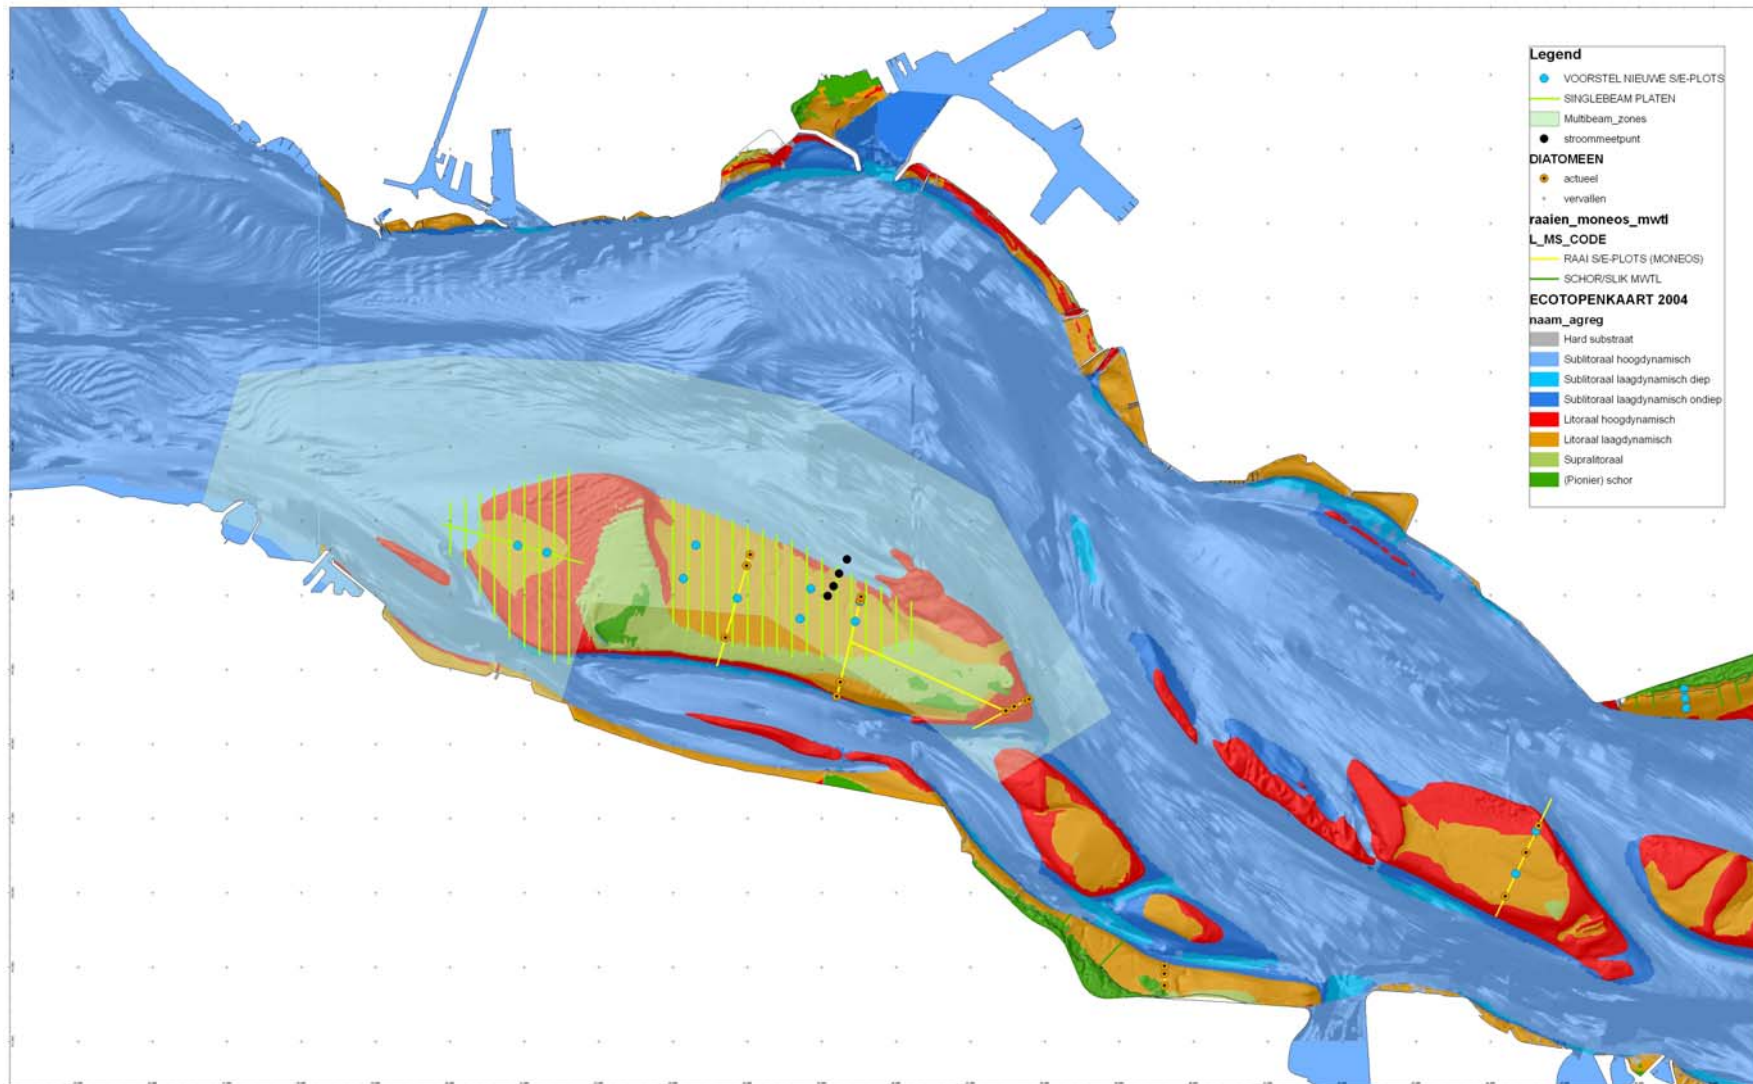 Legend
VOORSTEL NIEUWE S/E-PLOTS
SINGLEBEAM PLATEN
Multibeam_zones
stroommeetpunt
DIATOMEEN
actueel
vervallen
raaien_moneos_mwtl
L_MS_CODE
RAAI S/E-PLOTS (MONEOS)
SCHOR/SLIK MWTL
ECOTOPENKAART 2004
naam_agreg
Hard substraat
Sublitoraal hoogdynamisch
Sublitoraal laagdynamisch diep
Sublitoraal laagdynamisch ondiep
Litoraal hoogdynamisch
Litoraal laagdynamisch
Supralitoraal
(Pionier) schor